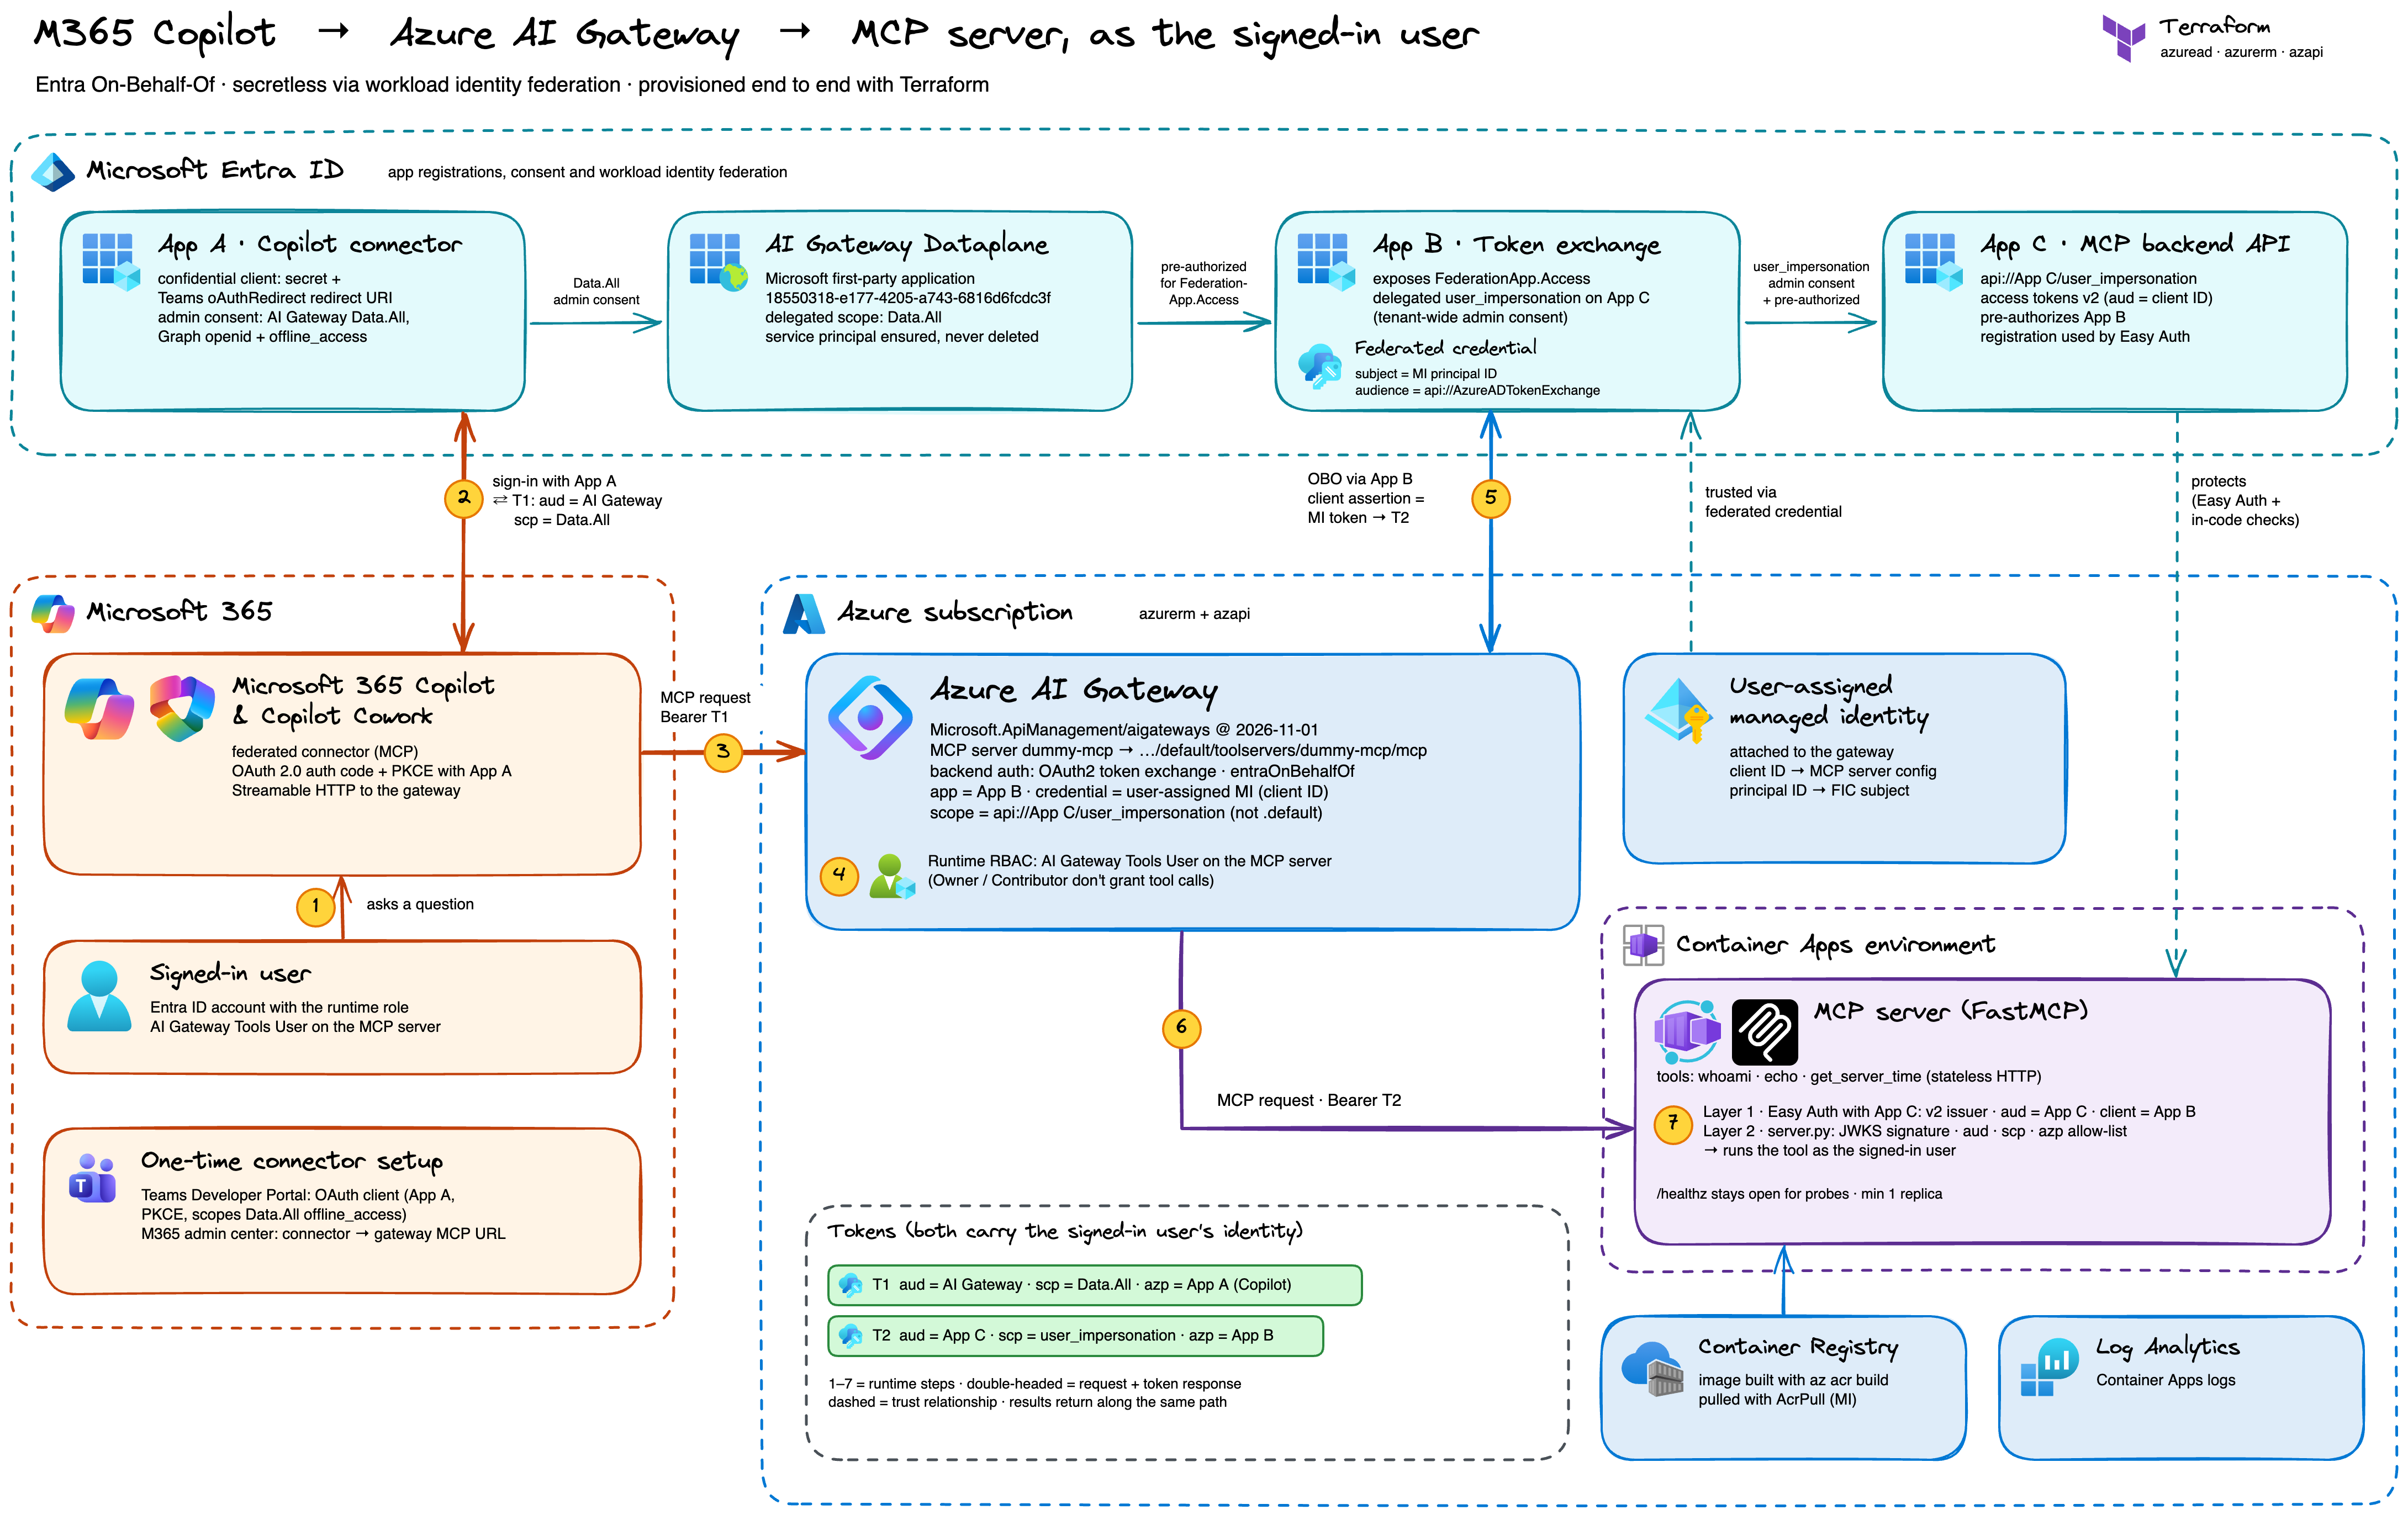 M365 Copilot → Azure AI Gateway → MCP server, as the signed-in user
Entra On-Behalf-Of · secretless via workload identity federation · provisioned end to end with Terraform
Terraform
azuread · azurerm · azapi
Microsoft Entra ID
app registrations, consent and workload identity federation
App A · Copilot connector
confidential client: secret +
Teams oAuthRedirect redirect URI
admin consent: AI Gateway Data.All,
Graph openid + offline_access
Data.All
admin consent
AI Gateway Dataplane
Microsoft first-party application
18550318-e177-4205-a743-6816d6fcdc3f
delegated scope: Data.All
service principal ensured, never deleted
pre-authorized
for Federation-
App.Access
App B · Token exchange
exposes FederationApp.Access
delegated user_impersonation on App C
(tenant-wide admin consent)
Federated credential
subject = MI principal ID
audience = api://AzureADTokenExchange
user_impersonation
admin consent
+ pre-authorized
App C · MCP backend API
api://App C/user_impersonation
access tokens v2 (aud = client ID)
pre-authorizes App B
registration used by Easy Auth
2
sign-in with App A
⇄ T1: aud = AI Gateway
scp = Data.All
OBO via App B
client assertion =
MI token → T2
5
trusted via
federated credential
protects
(Easy Auth +
in-code checks)
Microsoft 365
Microsoft 365 Copilot
& Copilot Cowork
federated connector (MCP)
OAuth 2.0 auth code + PKCE with App A
Streamable HTTP to the gateway
1
asks a question
Signed-in user
Entra ID account with the runtime role
AI Gateway Tools User on the MCP server
One-time connector setup
T
Teams Developer Portal: OAuth client (App A,
PKCE, scopes Data.All offline_access)
M365 admin center: connector → gateway MCP URL
MCP request
Bearer T1
3
Azure subscription
azurerm + azapi
Azure AI Gateway
Microsoft.ApiManagement/aigateways @ 2026-11-01
MCP server dummy-mcp → …/default/toolservers/dummy-mcp/mcp
backend auth: OAuth2 token exchange · entraOnBehalfOf
app = App B · credential = user-assigned MI (client ID)
scope = api://App C/user_impersonation (not .default)
4
Runtime RBAC: AI Gateway Tools User on the MCP server
(Owner / Contributor don't grant tool calls)
User-assigned
managed identity
attached to the gateway
client ID → MCP server config
principal ID → FIC subject
6
MCP request · Bearer T2
Container Apps environment
MCP server (FastMCP)
tools: whoami · echo · get_server_time (stateless HTTP)
7
Layer 1 · Easy Auth with App C: v2 issuer · aud = App C · client = App B
Layer 2 · server.py: JWKS signature · aud · scp · azp allow-list
→ runs the tool as the signed-in user
/healthz stays open for probes · min 1 replica
Tokens (both carry the signed-in user's identity)
T1 aud = AI Gateway · scp = Data.All · azp = App A (Copilot)
T2 aud = App C · scp = user_impersonation · azp = App B
1–7 = runtime steps · double-headed = request + token response
dashed = trust relationship · results return along the same path
Container Registry
image built with az acr build
pulled with AcrPull (MI)
Log Analytics
Container Apps logs